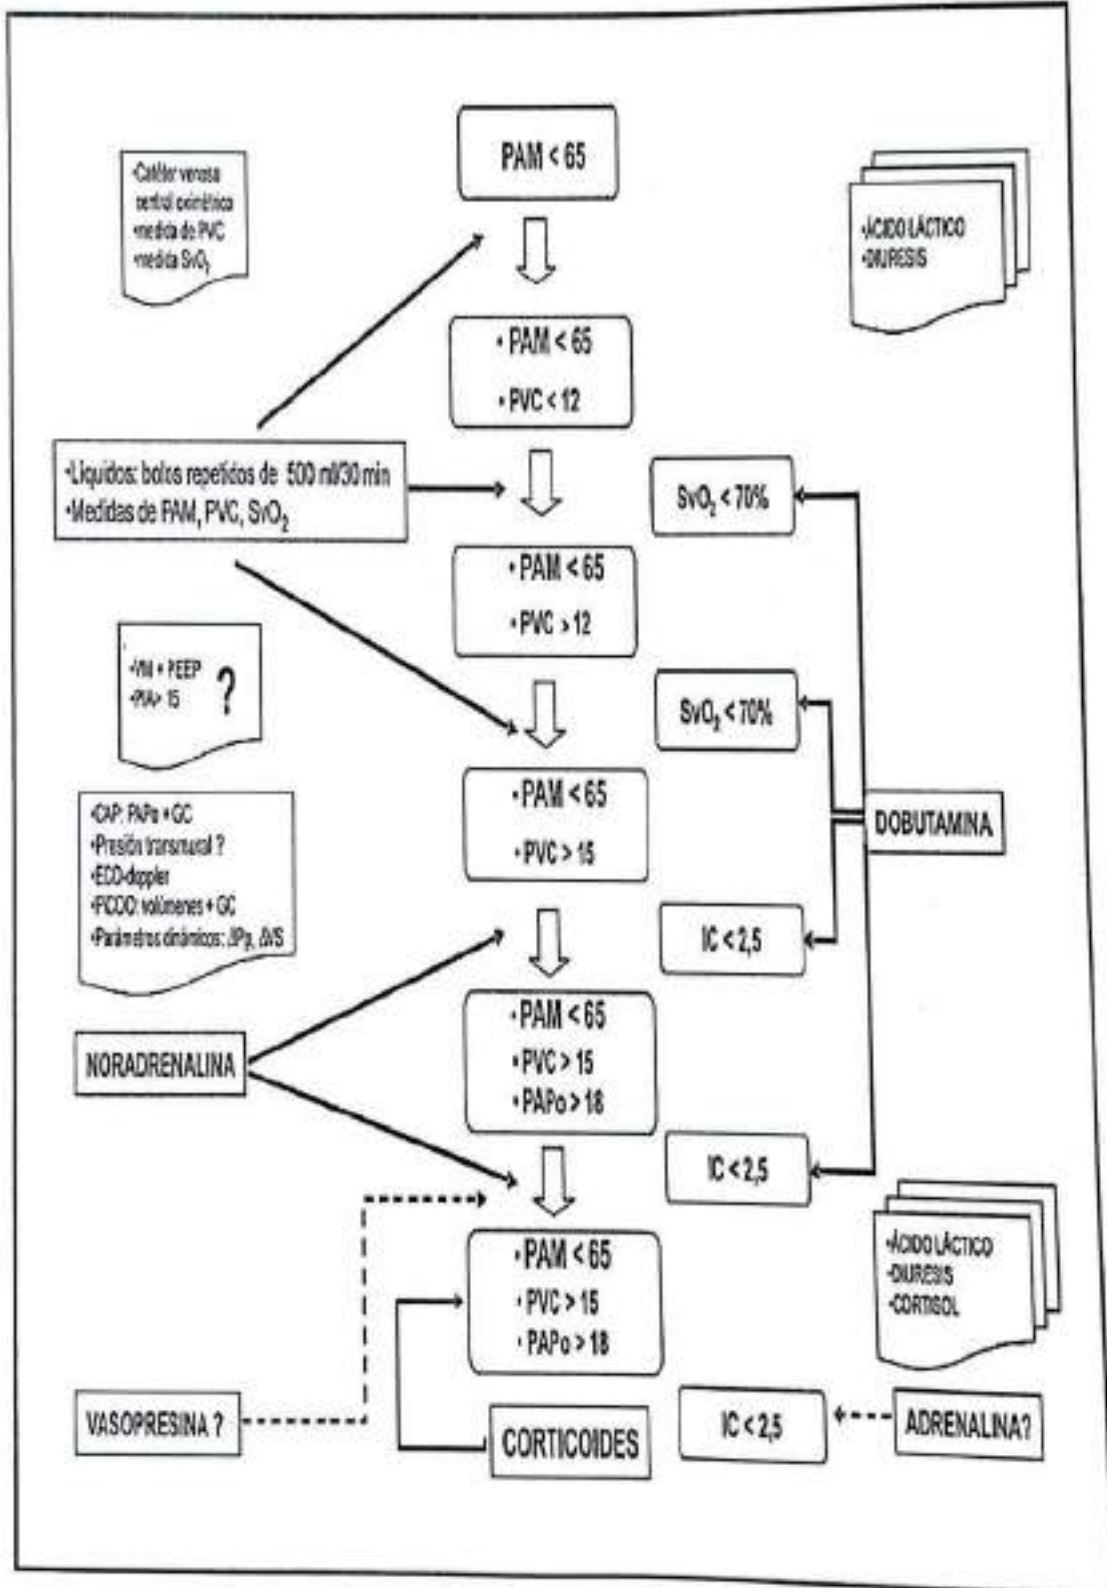 PAM < 65
•Catéter venoso
central oximétrico
•medida de PVC
•medida SvO₂
•ÁCIDO LÁCTICO
•DIURESIS
• PAM < 65
• PVC < 12
•Líquidos: bolos repetidos de 500 ml/30 min
•Medidas de PAM, PVC, SvO₂
SvO₂ < 70%
• PAM < 65
• PVC > 12
•VM + PEEP
•PIA> 15
?
SvO₂ < 70%
• PAM < 65
• PVC > 15
•CAP: PAPo + GC
•Presión transmural ?
•ECO-doppler
•PICCO: volúmenes + GC
•Parámetros dinámicos: ΔPp, ΔVS
DOBUTAMINA
IC < 2,5
NORADRENALINA
• PAM < 65
• PVC > 15
• PAPo > 18
IC < 2,5
• PAM < 65
• PVC > 15
• PAPo > 18
•ÁCIDO LÁCTICO
•DIURESIS
•CORTISOL
VASOPRESINA ?
CORTICOIDES
IC < 2,5
ADRENALINA?